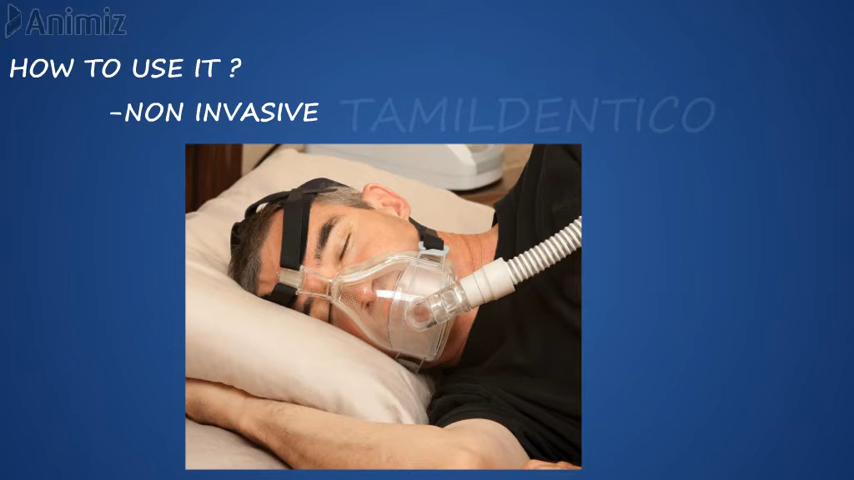 Animiz
HOW TO USE IT ?
-NON INVASIVE
TAMILDENTICO